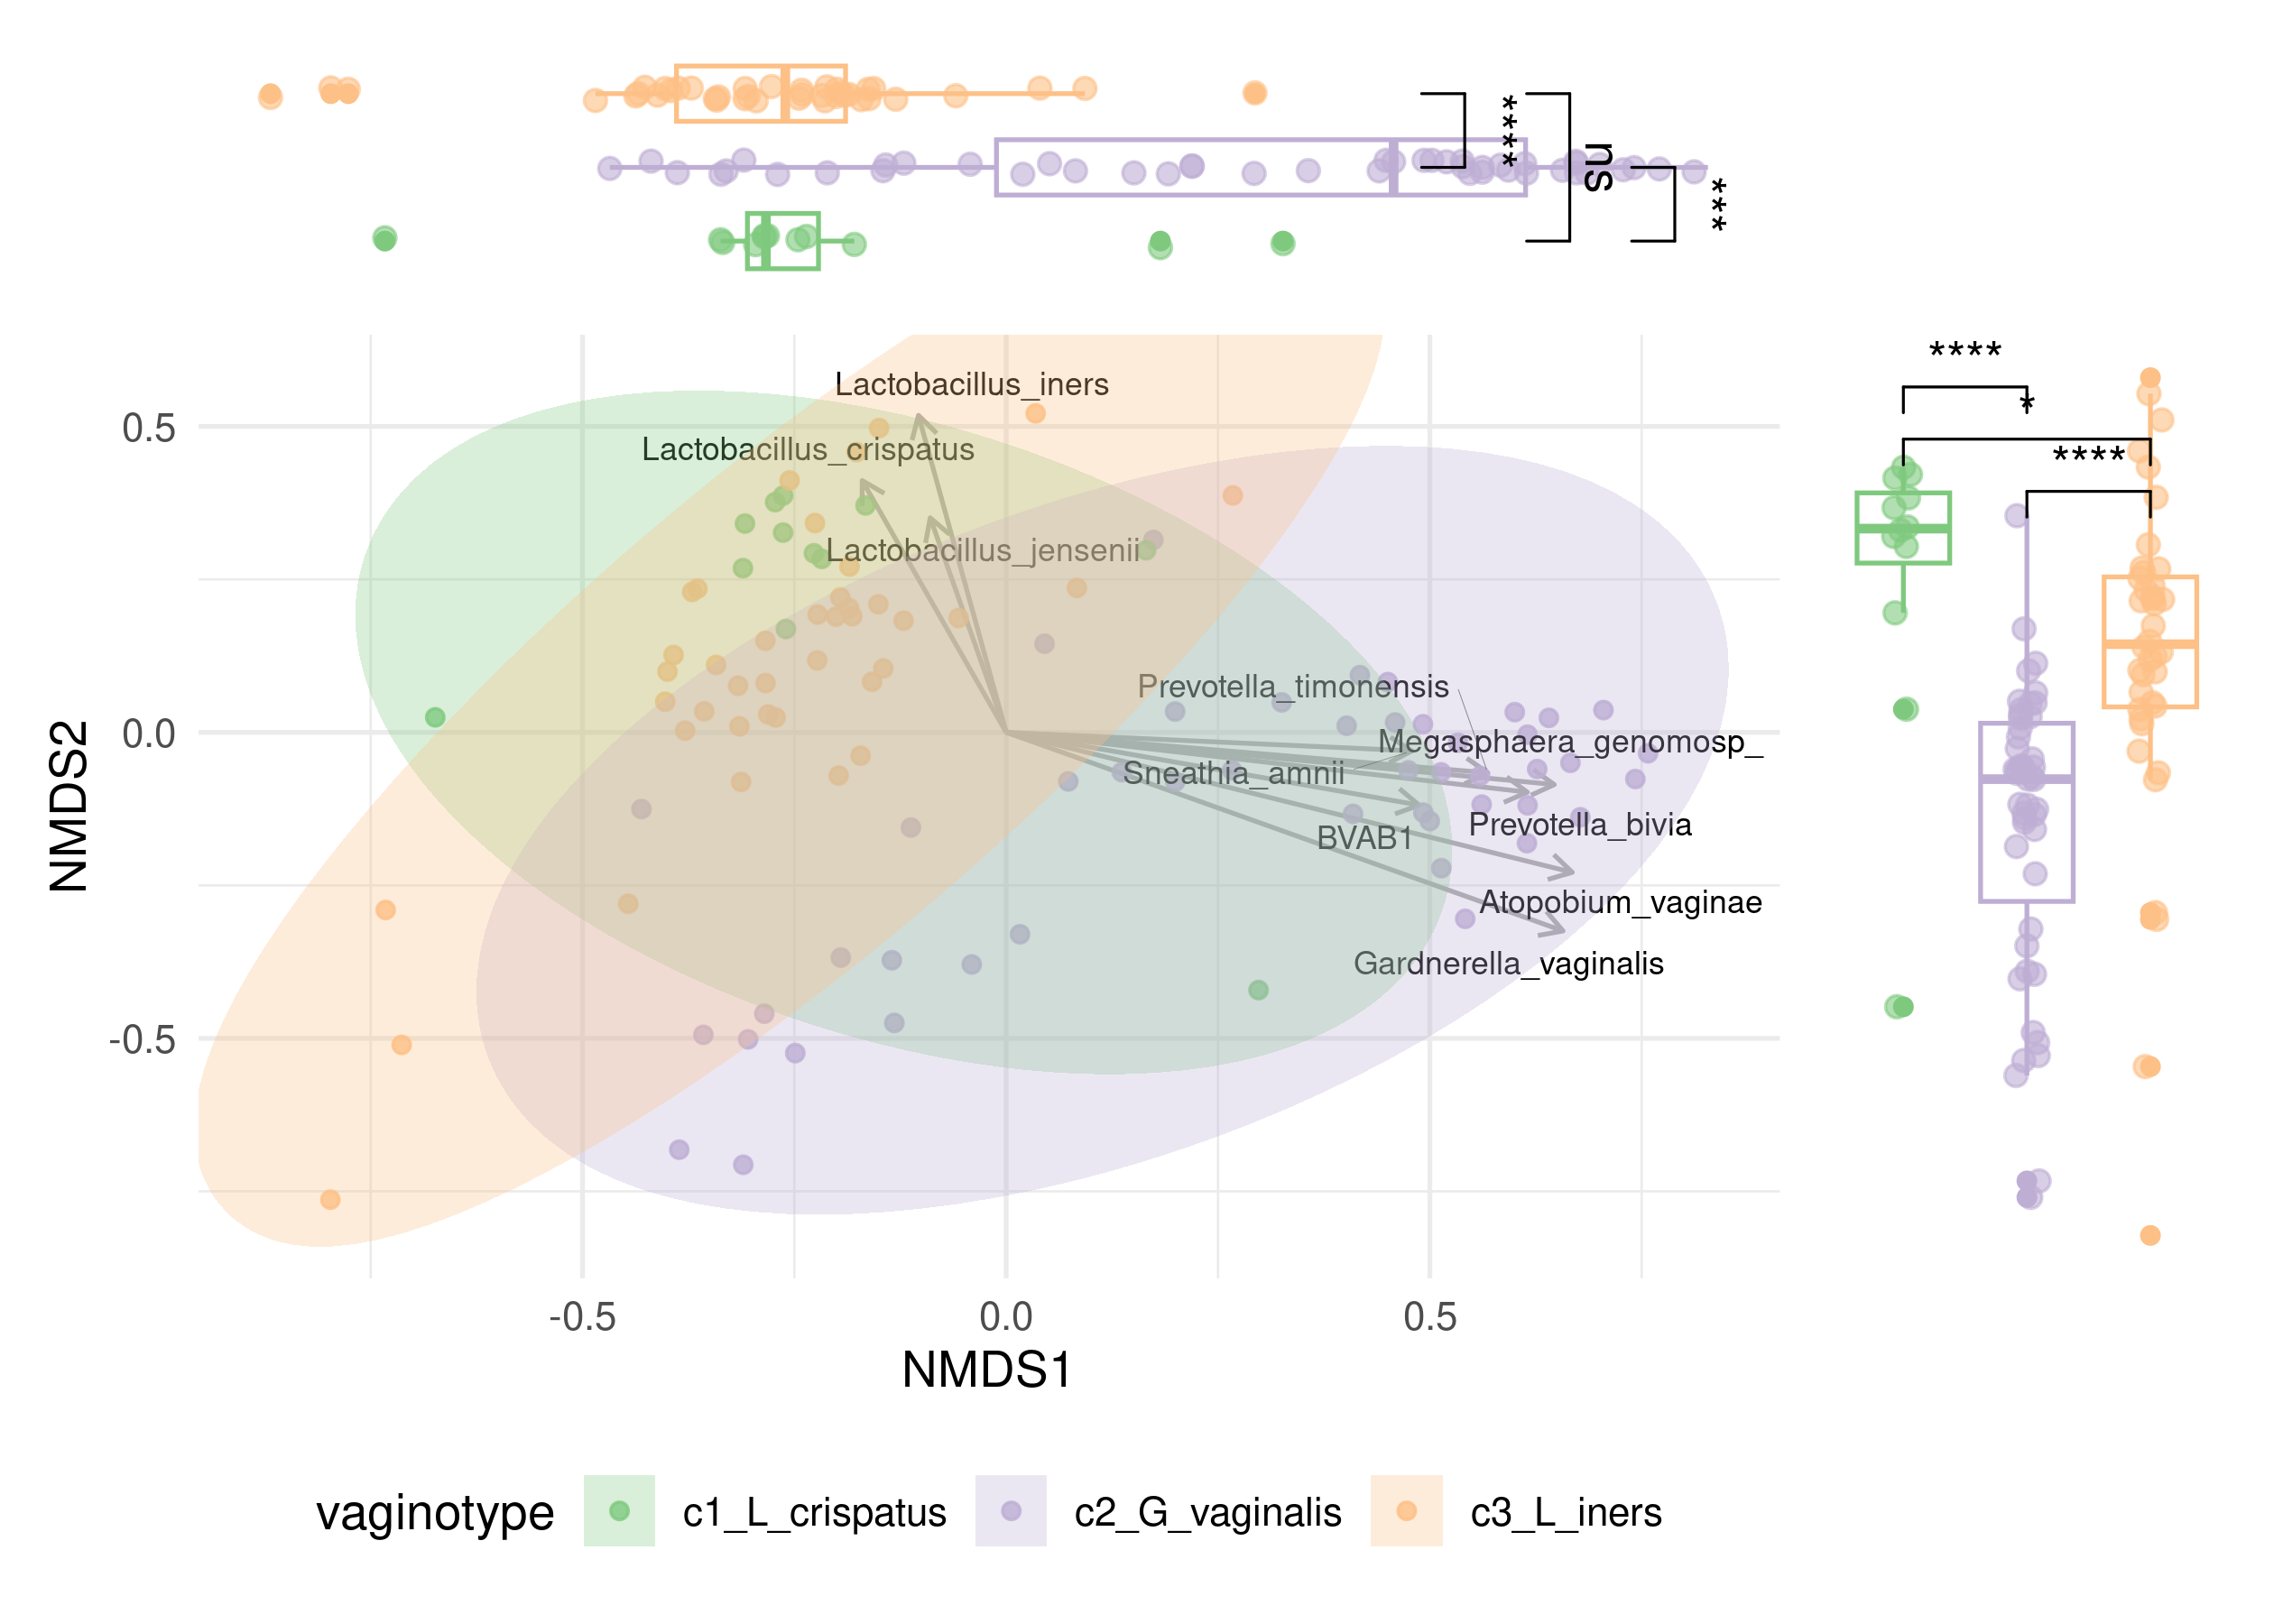 ****
ns
***
****
*
****
Lactobacillus_iners
Lactobacillus_crispatus
Lactobacillus_jensenii
Prevotella_timonensis
Megasphaera_genomosp_
Sneathia_amnii
BVAB1
Prevotella_bivia
Atopobium_vaginae
Gardnerella_vaginalis
0.5
0.0
-0.5
NMDS2
-0.5 0.0 0.5
NMDS1
vaginotype c1_L_crispatus c2_G_vaginalis c3_L_iners